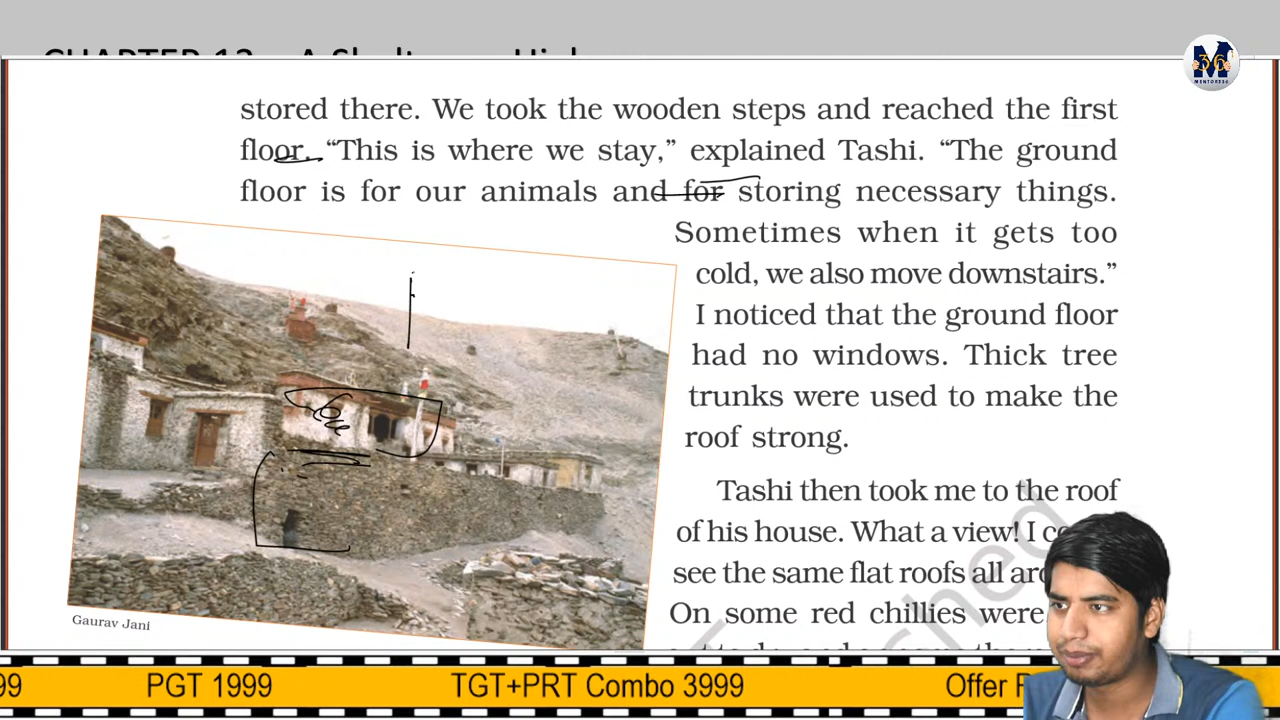 stored there. We took the wooden steps and reached the first
floor. “This is where we stay,” explained Tashi. “The ground
floor is for our animals and for storing necessary things.
Sometimes when it gets too
cold, we also move downstairs.”
I noticed that the ground floor
had no windows. Thick tree
trunks were used to make the
roof strong.
Tashi then took me to the roof
of his house. What a view! I
see the same flat roofs all
On some red chillies were
Gaurav Jani
MENTORS36
99 PGT 1999 TGT+PRT Combo 3999 Offer